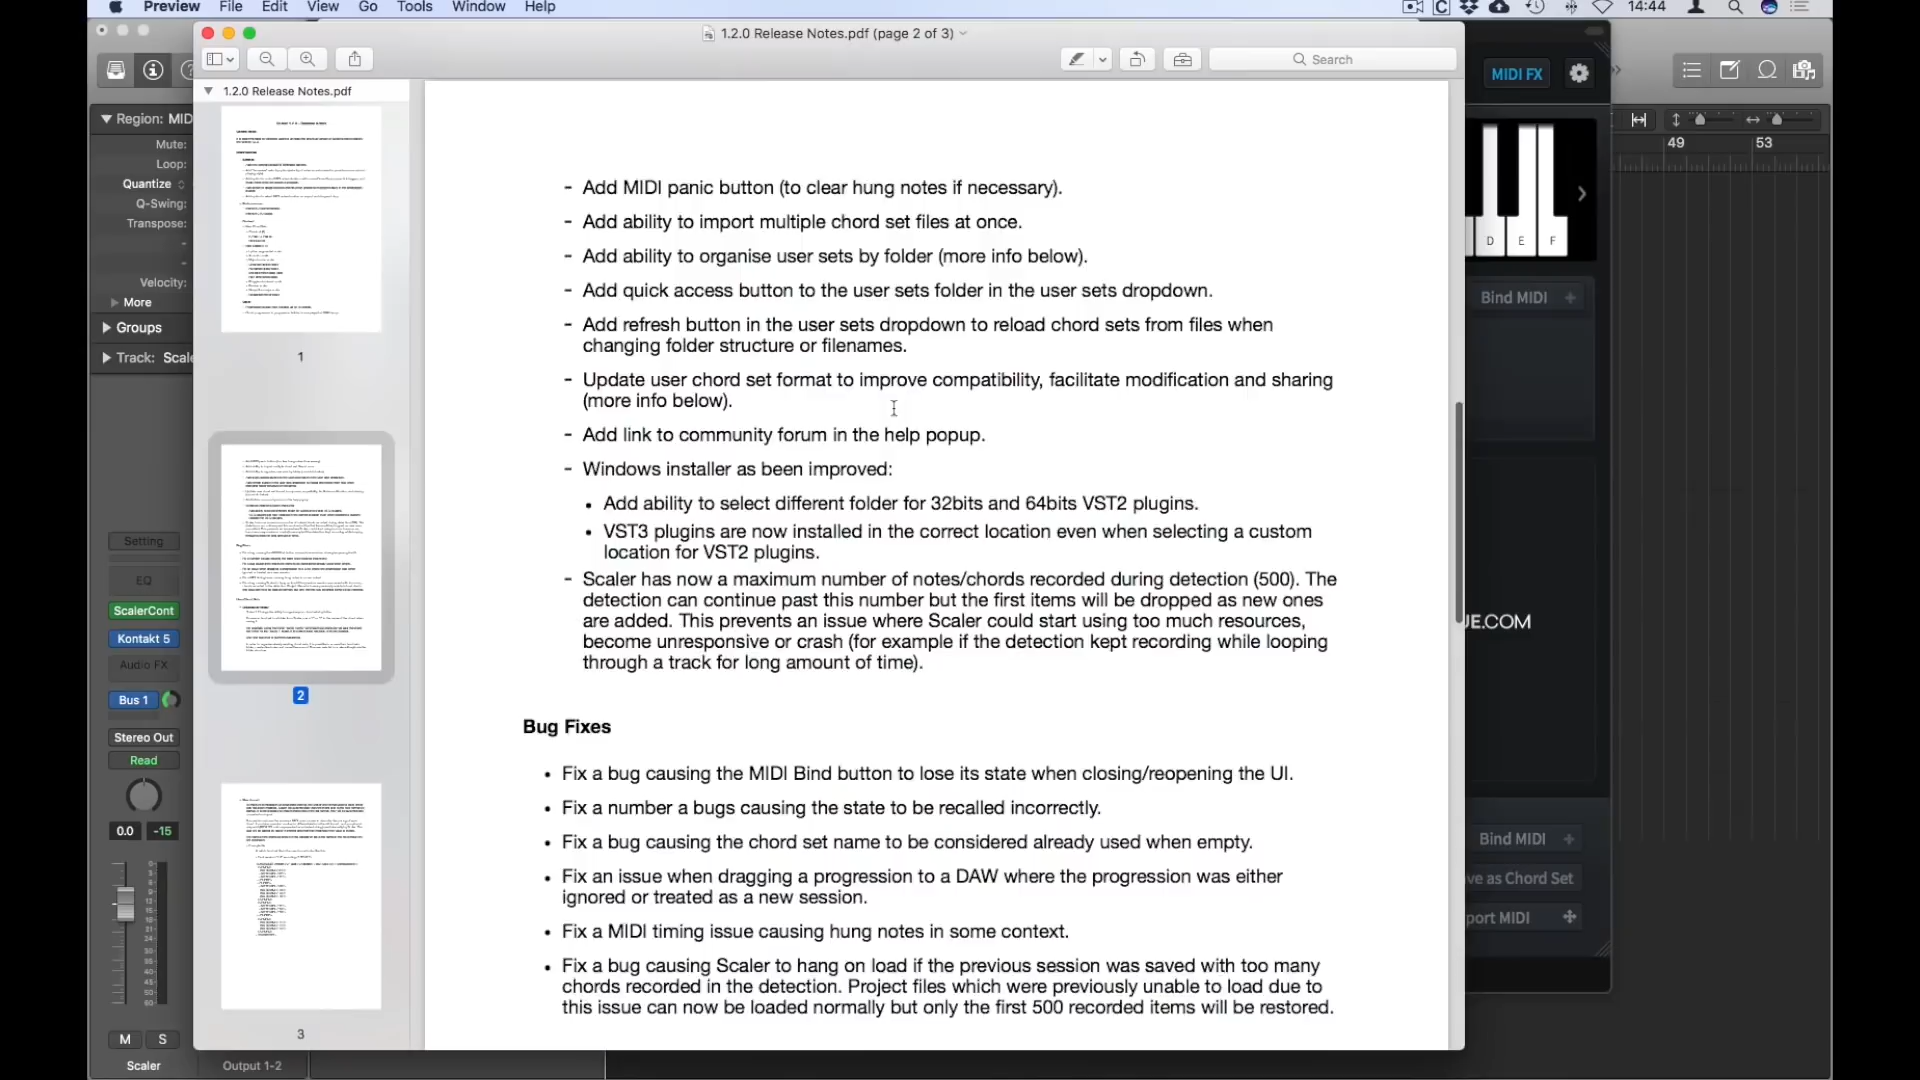 Preview File Edit View Go Tools Window Help
14:44
1.2.0 Release Notes.pdf (page 2 of 3)
Search
MIDI FX
1.2.0 Release Notes.pdf
Region: MID
Mute:
Loop:
Quantize
Q-Swing:
Transpose:
-
-
Velocity:
More
Groups
Track: Scale
1
2
3
49 53
D E F
Bind MIDI +
- Add MIDI panic button (to clear hung notes if necessary).
- Add ability to import multiple chord set files at once.
- Add ability to organise user sets by folder (more info below).
- Add quick access button to the user sets folder in the user sets dropdown.
- Add refresh button in the user sets dropdown to reload chord sets from files when
changing folder structure or filenames.
- Update user chord set format to improve compatibility, facilitate modification and sharing
(more info below).
- Add link to community forum in the help popup.
- Windows installer as been improved:
• Add ability to select different folder for 32bits and 64bits VST2 plugins.
• VST3 plugins are now installed in the correct location even when selecting a custom
location for VST2 plugins.
- Scaler has now a maximum number of notes/chords recorded during detection (500). The
detection can continue past this number but the first items will be dropped as new ones
are added. This prevents an issue where Scaler could start using too much resources,
become unresponsive or crash (for example if the detection kept recording while looping
through a track for long amount of time).
Bug Fixes
• Fix a bug causing the MIDI Bind button to lose its state when closing/reopening the UI.
• Fix a number a bugs causing the state to be recalled incorrectly.
• Fix a bug causing the chord set name to be considered already used when empty.
• Fix an issue when dragging a progression to a DAW where the progression was either
ignored or treated as a new session.
• Fix a MIDI timing issue causing hung notes in some context.
• Fix a bug causing Scaler to hang on load if the previous session was saved with too many
chords recorded in the detection. Project files which were previously unable to load due to
this issue can now be loaded normally but only the first 500 recorded items will be restored.
Setting
EQ
ScalerCont
Kontakt 5
Audio FX
Bus 1
Stereo Out
Read
0.0 -15
M S
Scaler
Output 1-2
UE.COM
Bind MIDI +
ve as Chord Set
port MIDI